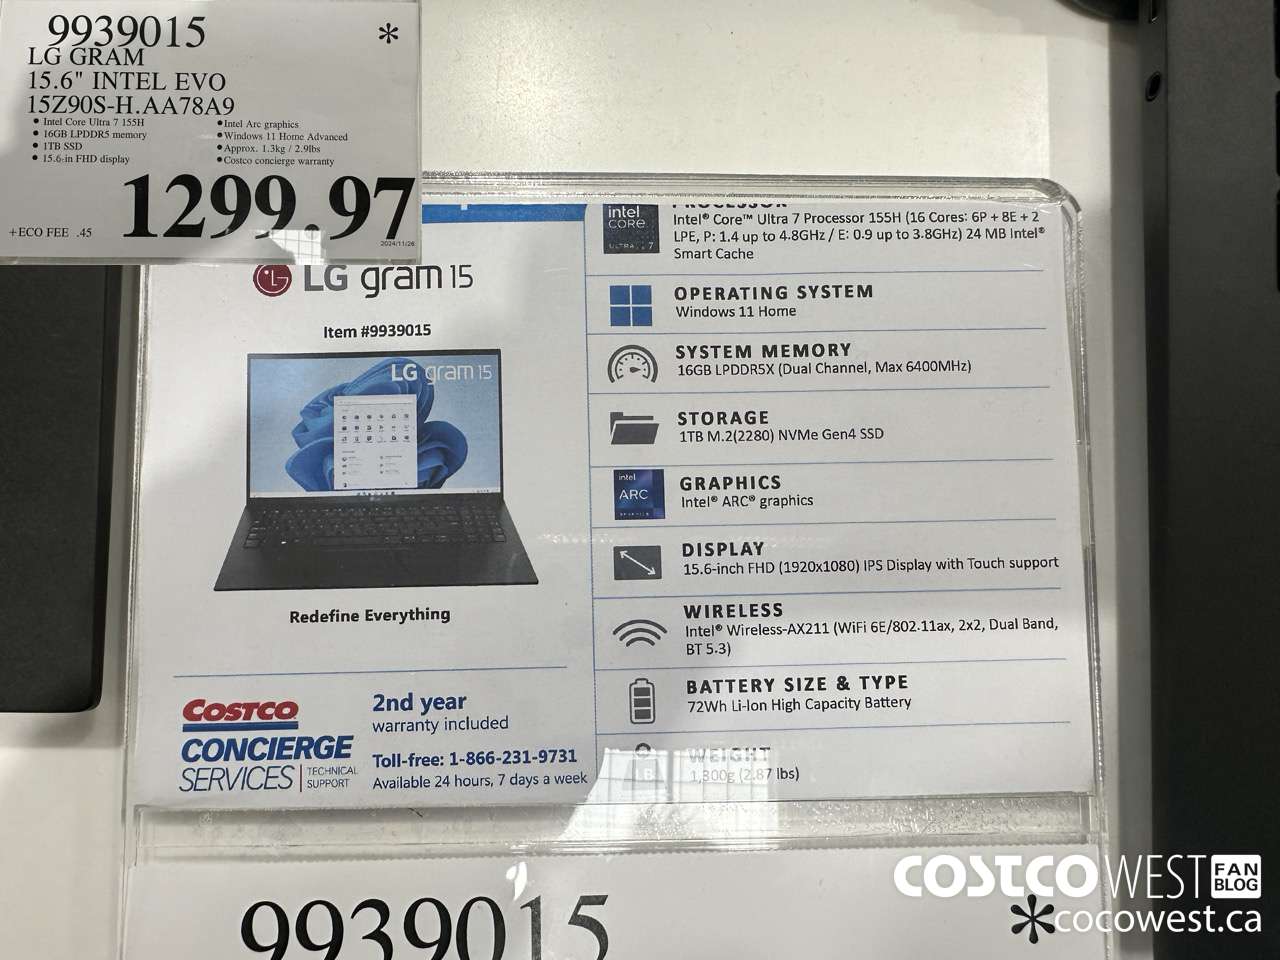 9939015 *
LG GRAM
15.6" INTEL EVO
15Z90S-H.AA78A9
• Intel Core Ultra 7 155H
• 16GB LPDDR5 memory
• 1TB SSD
• 15.6-in FHD display
• Intel Arc graphics
• Windows 11 Home Advanced
• Approx. 1.3kg / 2.9lbs
• Costco concierge warranty
1299.97
+ECO FEE .45
2024/11/26
LG gram 15
Item #9939015
LG gram 15
Redefine Everything
COSTCO
CONCIERGE
SERVICES
TECHNICAL
SUPPORT
2nd year
warranty included
Toll-free: 1-866-231-9731
Available 24 hours, 7 days a week
PROCESSOR
intel
CORE
ULTRA 7
Intel® Core™ Ultra 7 Processor 155H (16 Cores: 6P + 8E + 2
LPE, P: 1.4 up to 4.8GHz / E: 0.9 up to 3.8GHz) 24 MB Intel®
Smart Cache
OPERATING SYSTEM
Windows 11 Home
SYSTEM MEMORY
16GB LPDDR5X (Dual Channel, Max 6400MHz)
STORAGE
1TB M.2(2280) NVMe Gen4 SSD
intel
ARC
GRAPHICS
GRAPHICS
Intel® ARC® graphics
DISPLAY
15.6-inch FHD (1920x1080) IPS Display with Touch support
WIRELESS
Intel® Wireless-AX211 (WiFi 6E/802.11ax, 2x2, Dual Band,
BT 5.3)
BATTERY SIZE & TYPE
72Wh Li-Ion High Capacity Battery
LB
WEIGHT
1,300g (2.87 lbs)
9939015 *
COSTCO WEST FAN BLOG
cocowest.ca